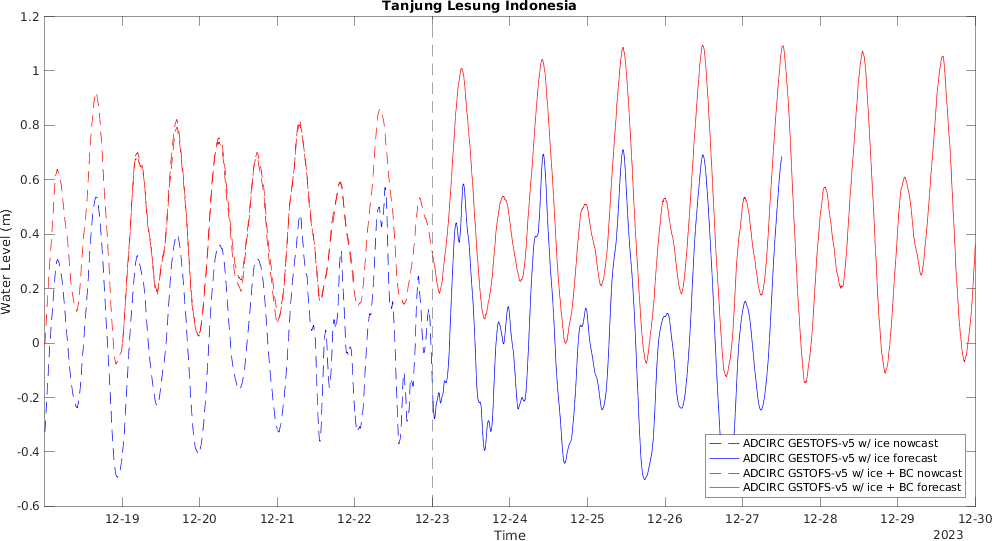 Tanjung Lesung Indonesia
Water Level (m)
1.2
1
0.8
0.6
0.4
0.2
0
-0.2
-0.4
-0.6
ADCIRC GESTOFS-v5 w/ ice nowcast
ADCIRC GESTOFS-v5 w/ ice forecast
ADCIRC GSTOFS-v5 w/ ice + BC nowcast
ADCIRC GSTOFS-v5 w/ ice + BC forecast
12-19 12-20 12-21 12-22 12-23 12-24 12-25 12-26 12-27 12-28 12-29 12-30
Time
2023